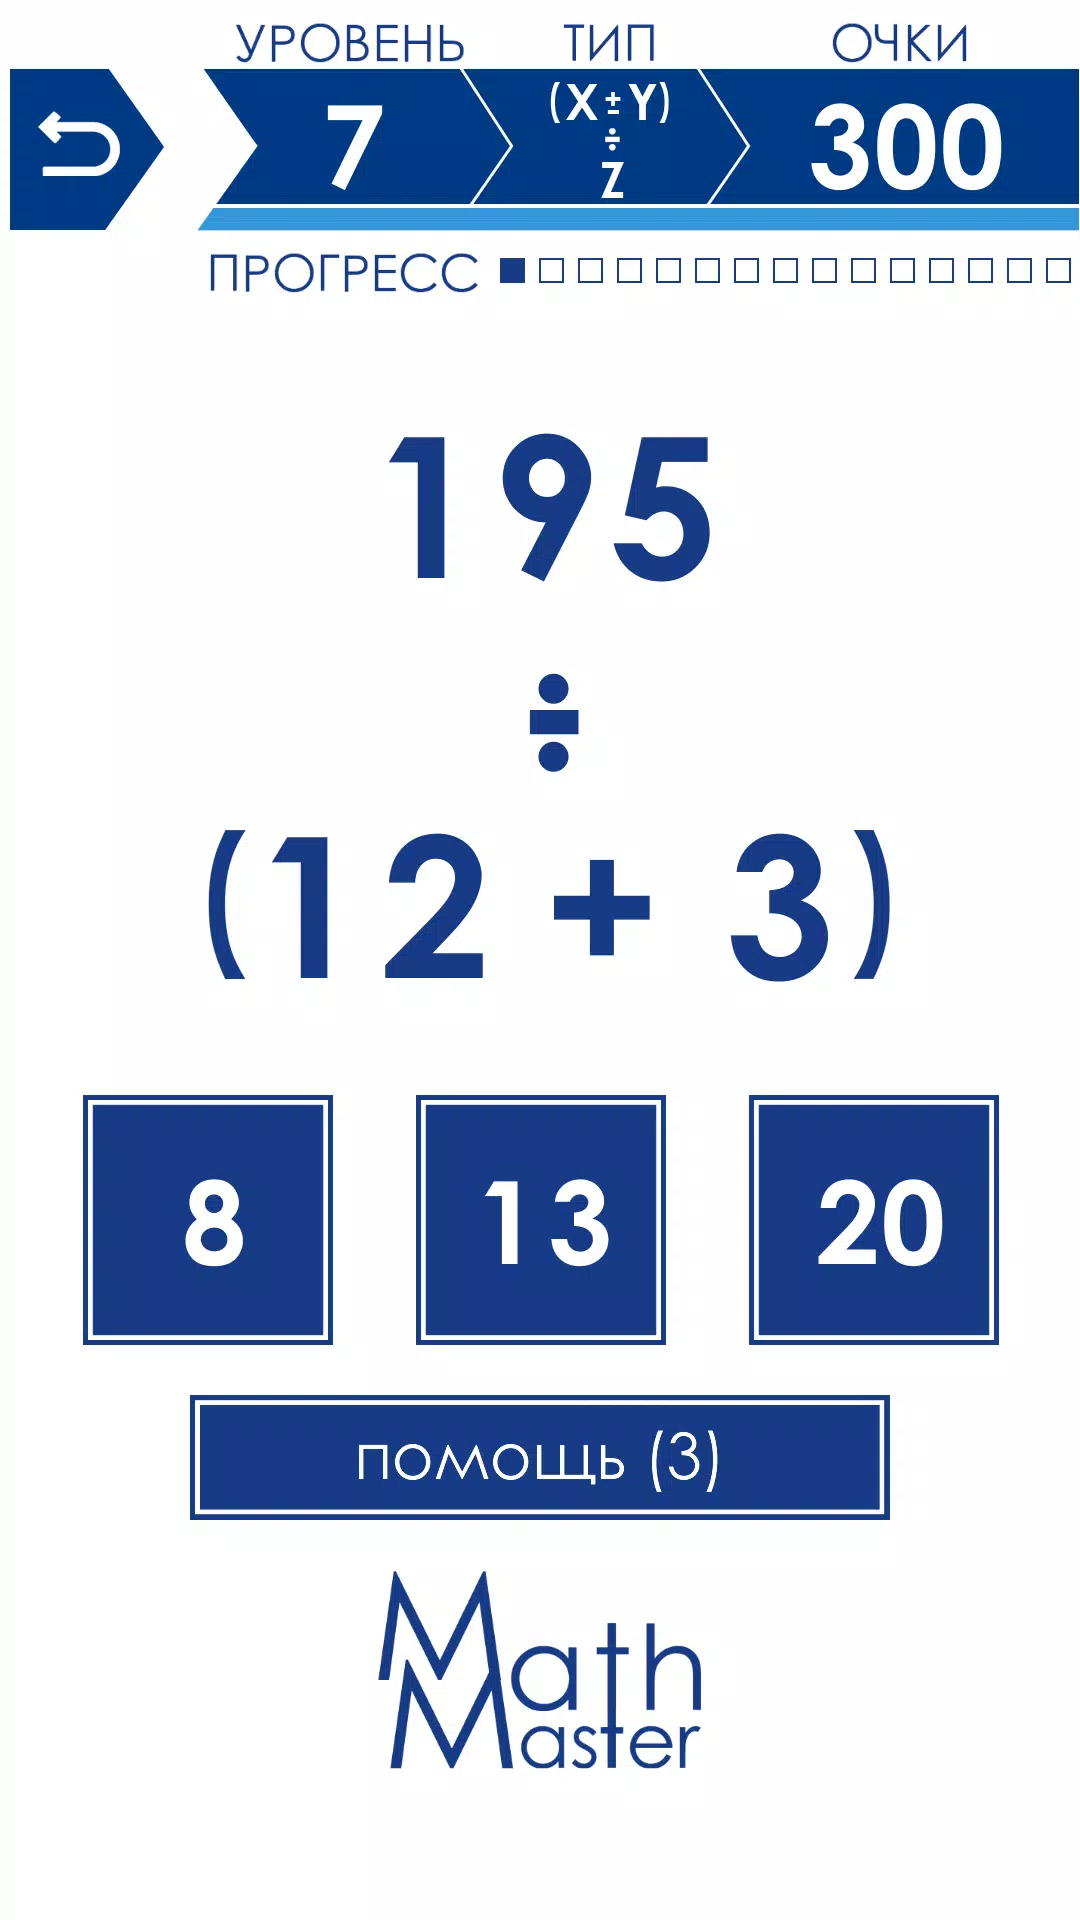 УРОВЕНЬ ТИП ОЧКИ
7 (X ± Y) ÷ Z 300
ПРОГРЕСС
195
÷
(12 + 3)
8 13 20
помощь (3)
Math
Master